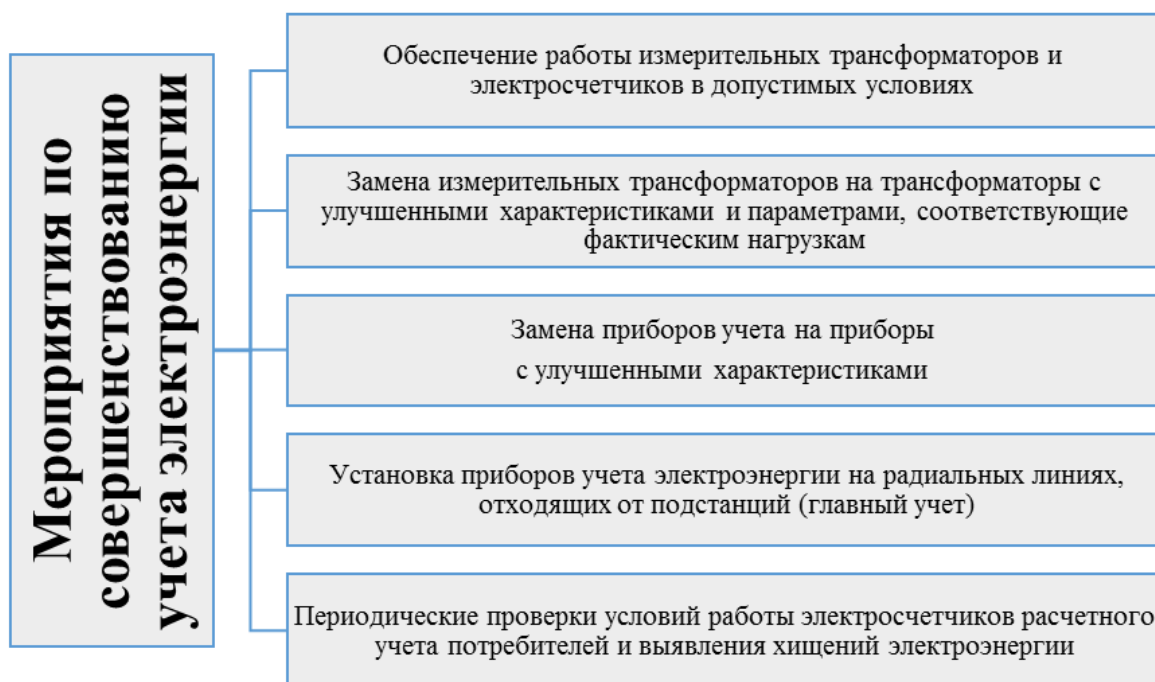 Мероприятия по
совершенствованию
учета электроэнергии
Обеспечение работы измерительных трансформаторов и
электросчетчиков в допустимых условиях
Замена измерительных трансформаторов на трансформаторы с
улучшенными характеристиками и параметрами, соответствующие
фактическим нагрузкам
Замена приборов учета на приборы
с улучшенными характеристиками
Установка приборов учета электроэнергии на радиальных линиях,
отходящих от подстанций (главный учет)
Периодические проверки условий работы электросчетчиков расчетного
учета потребителей и выявления хищений электроэнергии